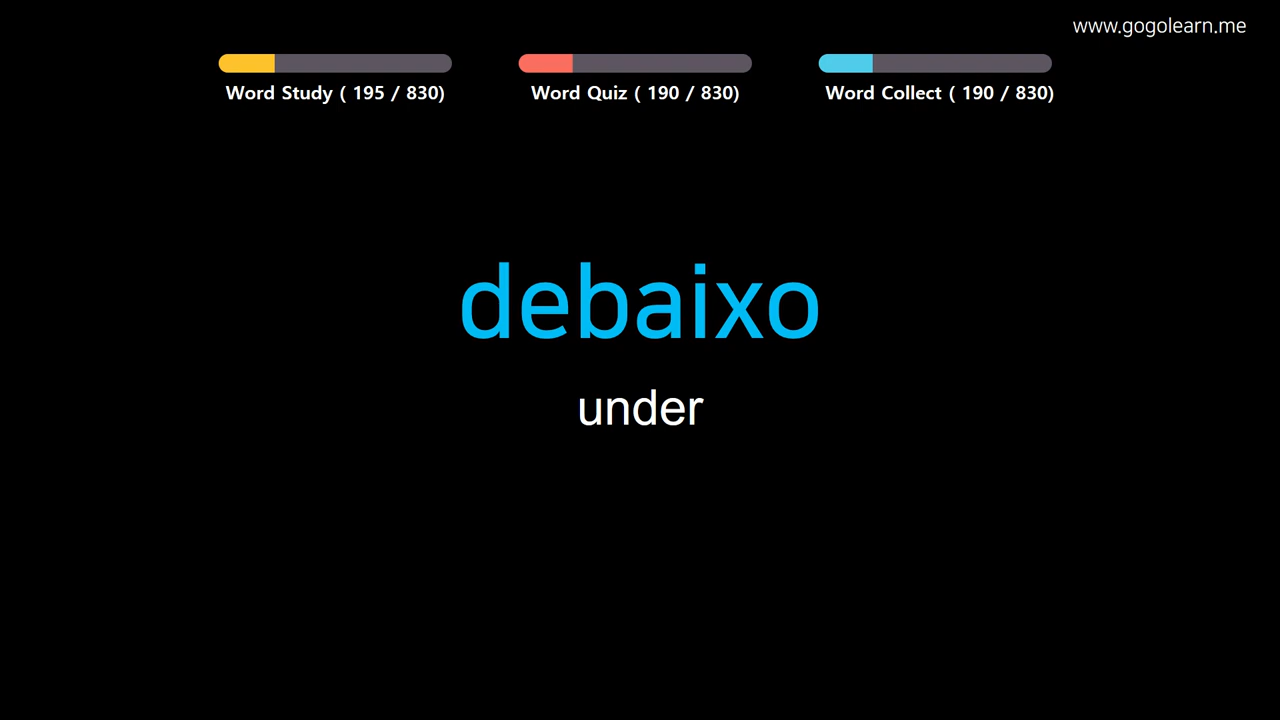 www.gogolearn.me
Word Study ( 195 / 830)
Word Quiz ( 190 / 830)
Word Collect ( 190 / 830)
debaixo
under